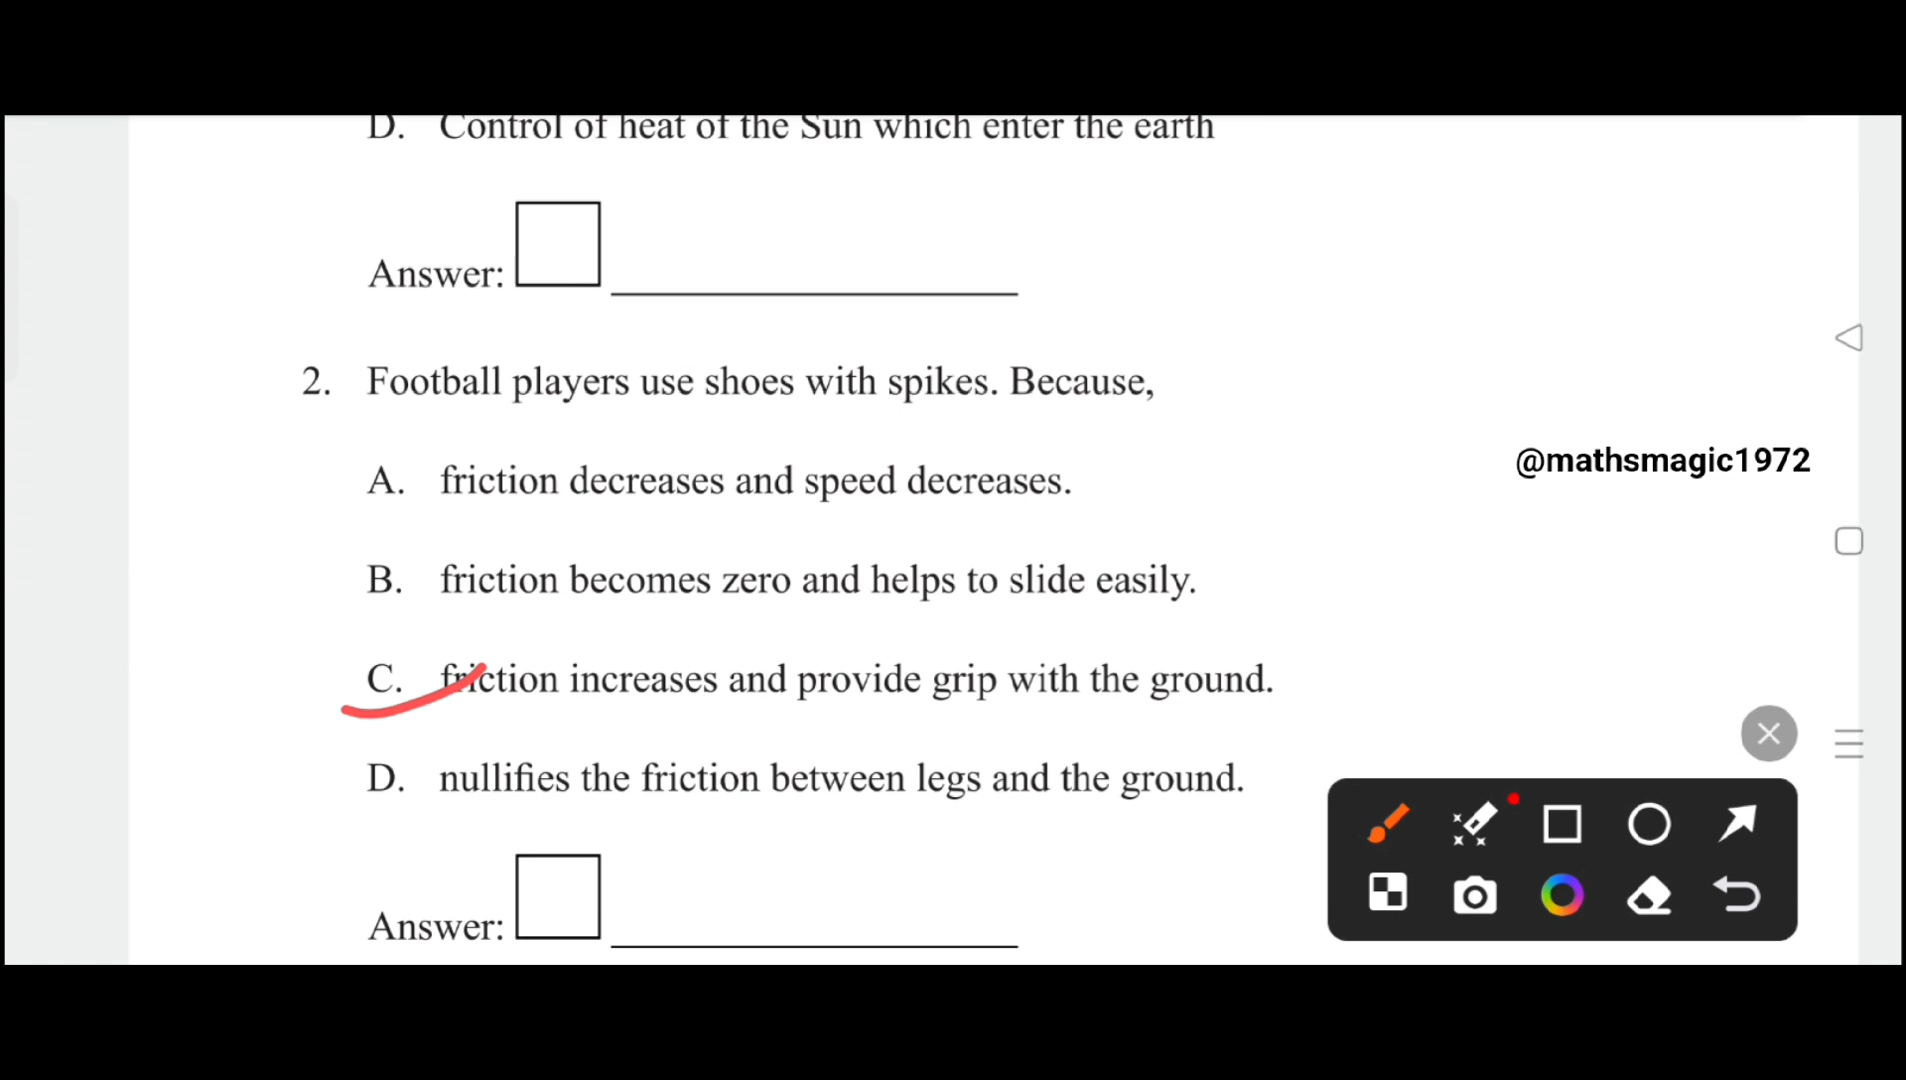 D. Control of heat of the Sun which enter the earth
Answer:
2. Football players use shoes with spikes. Because,
@mathsmagic1972
A. friction decreases and speed decreases.
B. friction becomes zero and helps to slide easily.
C. friction increases and provide grip with the ground.
D. nullifies the friction between legs and the ground.
Answer: